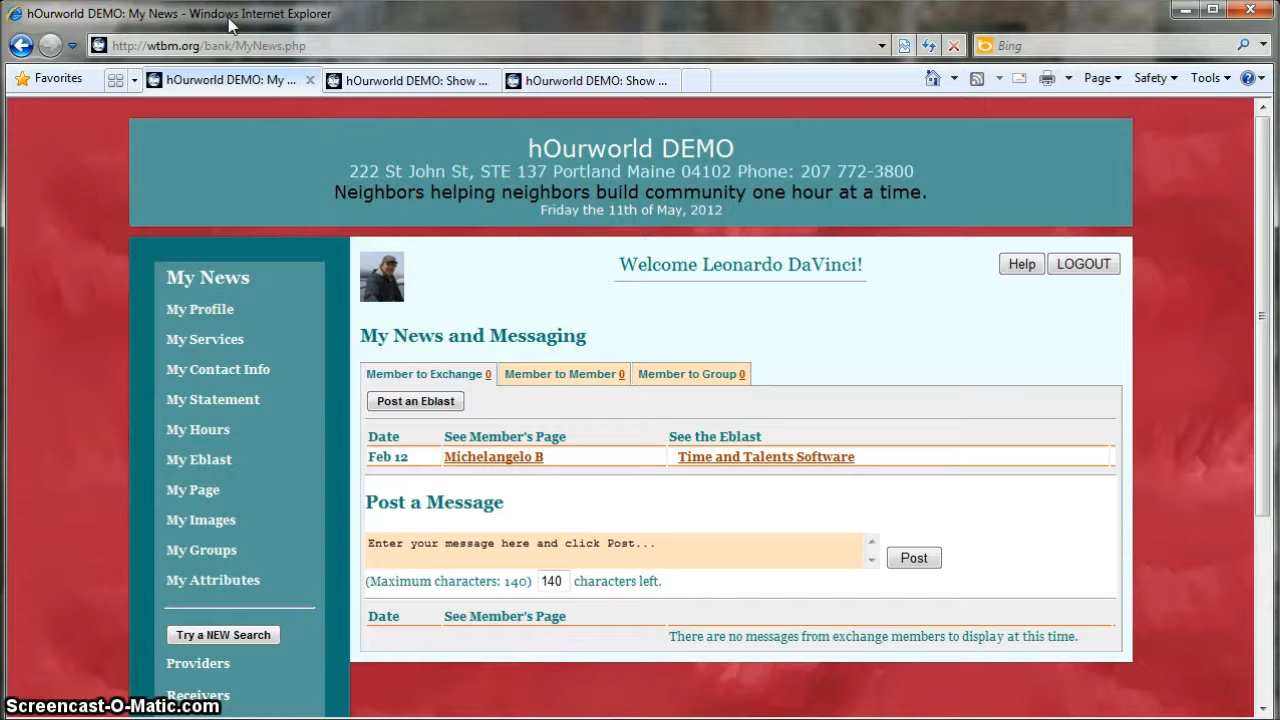 hOurworld DEMO: My News - Windows Internet Explorer
http://wtbm.org/bank/MyNews.php
Bing
Favorites
hOurworld DEMO: My ...
hOurworld DEMO: Show ...
hOurworld DEMO: Show ...
Page
Safety
Tools
hOurworld DEMO
222 St John St, STE 137 Portland Maine 04102 Phone: 207 772-3800
Neighbors helping neighbors build community one hour at a time.
Friday the 11th of May, 2012
My News
My Profile
My Services
My Contact Info
My Statement
My Hours
My Eblast
My Page
My Images
My Groups
My Attributes
Try a NEW Search
Providers
Receivers
Welcome Leonardo DaVinci!
Help
LOGOUT
My News and Messaging
Member to Exchange 0
Member to Member 0
Member to Group 0
Post an Eblast
Date See Member's Page See the Eblast
Feb 12 Michelangelo B Time and Talents Software
Post a Message
Enter your message here and click Post...
Post
(Maximum characters: 140) 140 characters left.
Date See Member's Page
There are no messages from exchange members to display at this time.
Screencast-O-Matic.com